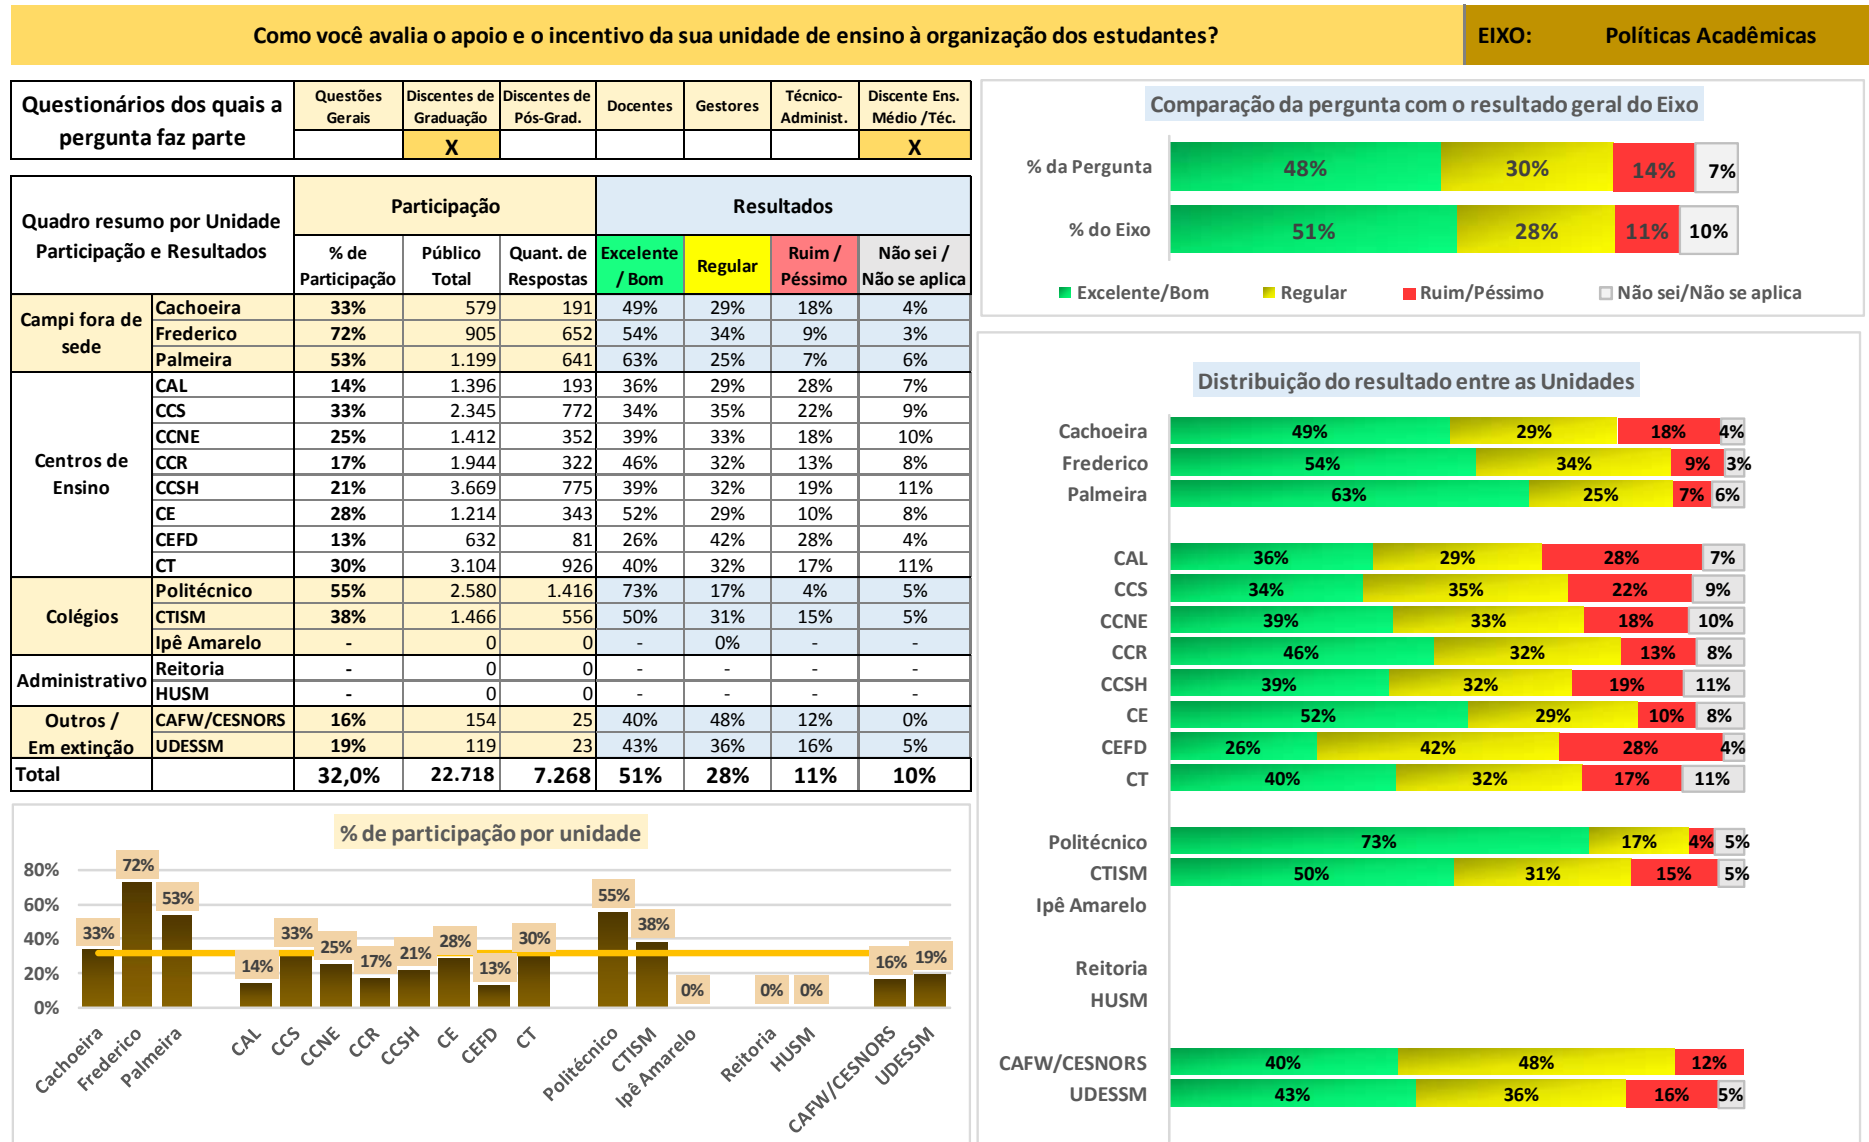 Como você avalia o apoio e o incentivo da sua unidade de ensino à organização dos estudantes?
EIXO: Políticas Acadêmicas
Questionários dos quais a pergunta faz parte
Questões Gerais
Discentes de Graduação
Discentes de Pós-Grad.
Docentes
Gestores
Técnico-Administ.
Discente Ens. Médio /Téc.
X X
Quadro resumo por Unidade
Participação e Resultados
Participação Resultados
% de Participação
Público Total
Quant. de Respostas
Excelente / Bom
Regular
Ruim / Péssimo
Não sei / Não se aplica
Campi fora de sede
Cachoeira 33% 579 191 49% 29% 18% 4%
Frederico 72% 905 652 54% 34% 9% 3%
Palmeira 53% 1.199 641 63% 25% 7% 6%
Centros de Ensino
CAL 14% 1.396 193 36% 29% 28% 7%
CCS 33% 2.345 772 34% 35% 22% 9%
CCNE 25% 1.412 352 39% 33% 18% 10%
CCR 17% 1.944 322 46% 32% 13% 8%
CCSH 21% 3.669 775 39% 32% 19% 11%
CE 28% 1.214 343 52% 29% 10% 8%
CEFD 13% 632 81 26% 42% 28% 4%
CT 30% 3.104 926 40% 32% 17% 11%
Colégios
Politécnico 55% 2.580 1.416 73% 17% 4% 5%
CTISM 38% 1.466 556 50% 31% 15% 5%
Ipê Amarelo - 0 0 - 0% - -
Administrativo
Reitoria - 0 0 - - - -
HUSM - 0 0 - - - -
Outros / Em extinção
CAFW/CESNORS 16% 154 25 40% 48% 12% 0%
UDESSM 19% 119 23 43% 36% 16% 5%
Total 32,0% 22.718 7.268 51% 28% 11% 10%
% de participação por unidade
80%
60%
40%
20%
0%
33% 72% 53% 14% 33% 25% 17% 21% 28% 13% 30% 55% 38% 0% 0% 0% 16% 19%
Cachoeira Frederico Palmeira CAL CCS CCNE CCR CCSH CE CEFD CT Politécnico CTISM Ipê Amarelo Reitoria HUSM CAFW/CESNORS UDESSM
Comparação da pergunta com o resultado geral do Eixo
% da Pergunta 48% 30% 14% 7%
% do Eixo 51% 28% 11% 10%
Excelente/Bom Regular Ruim/Péssimo Não sei/Não se aplica
Distribuição do resultado entre as Unidades
Cachoeira 49% 29% 18% 4%
Frederico 54% 34% 9% 3%
Palmeira 63% 25% 7% 6%
CAL 36% 29% 28% 7%
CCS 34% 35% 22% 9%
CCNE 39% 33% 18% 10%
CCR 46% 32% 13% 8%
CCSH 39% 32% 19% 11%
CE 52% 29% 10% 8%
CEFD 26% 42% 28% 4%
CT 40% 32% 17% 11%
Politécnico 73% 17% 4% 5%
CTISM 50% 31% 15% 5%
Ipê Amarelo
Reitoria
HUSM
CAFW/CESNORS 40% 48% 12%
UDESSM 43% 36% 16% 5%